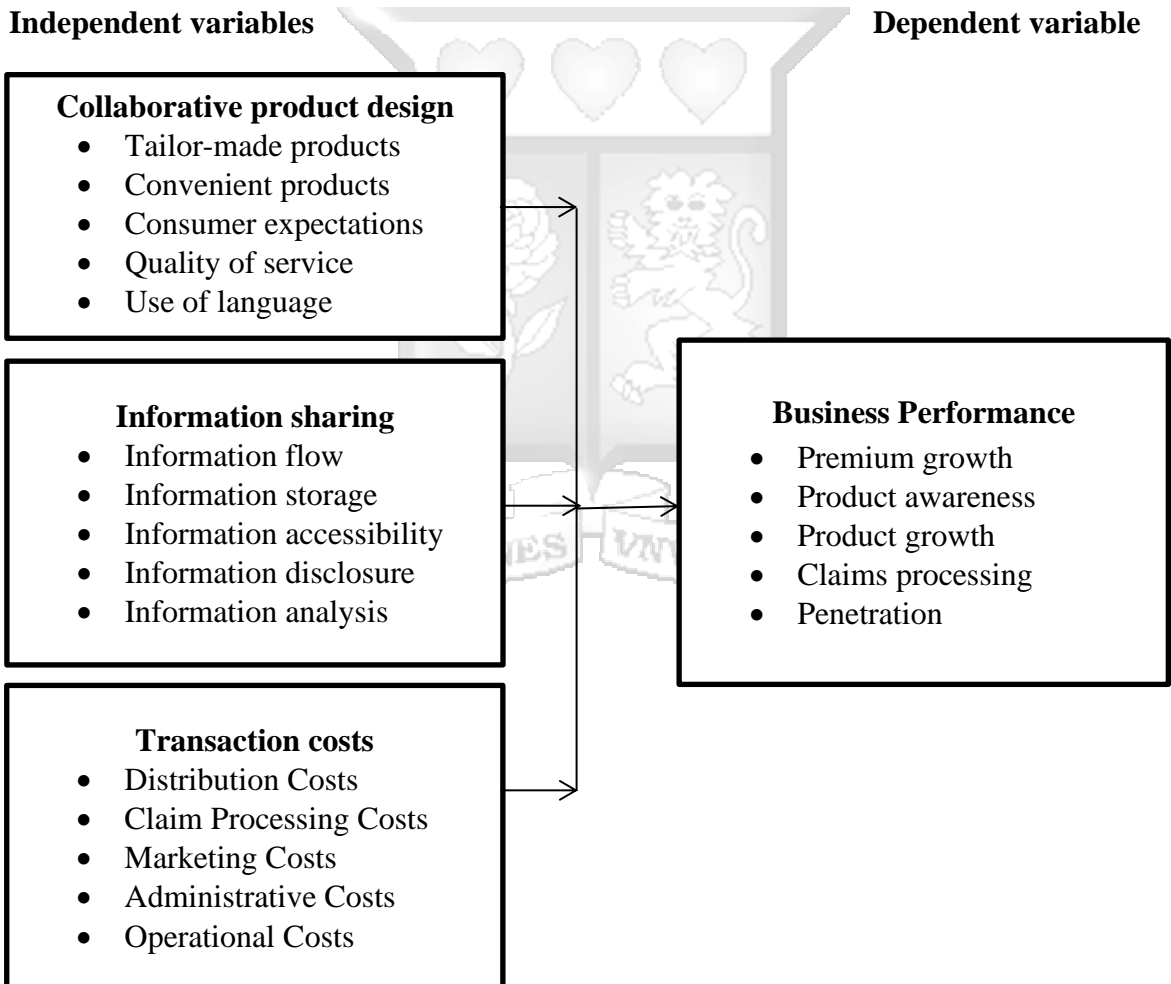 Independent variables
Dependent variable
Collaborative product design
• Tailor-made products
• Convenient products
• Consumer expectations
• Quality of service
• Use of language
Information sharing
• Information flow
• Information storage
• Information accessibility
• Information disclosure
• Information analysis
Transaction costs
• Distribution Costs
• Claim Processing Costs
• Marketing Costs
• Administrative Costs
• Operational Costs
Business Performance
• Premium growth
• Product awareness
• Product growth
• Claims processing
• Penetration